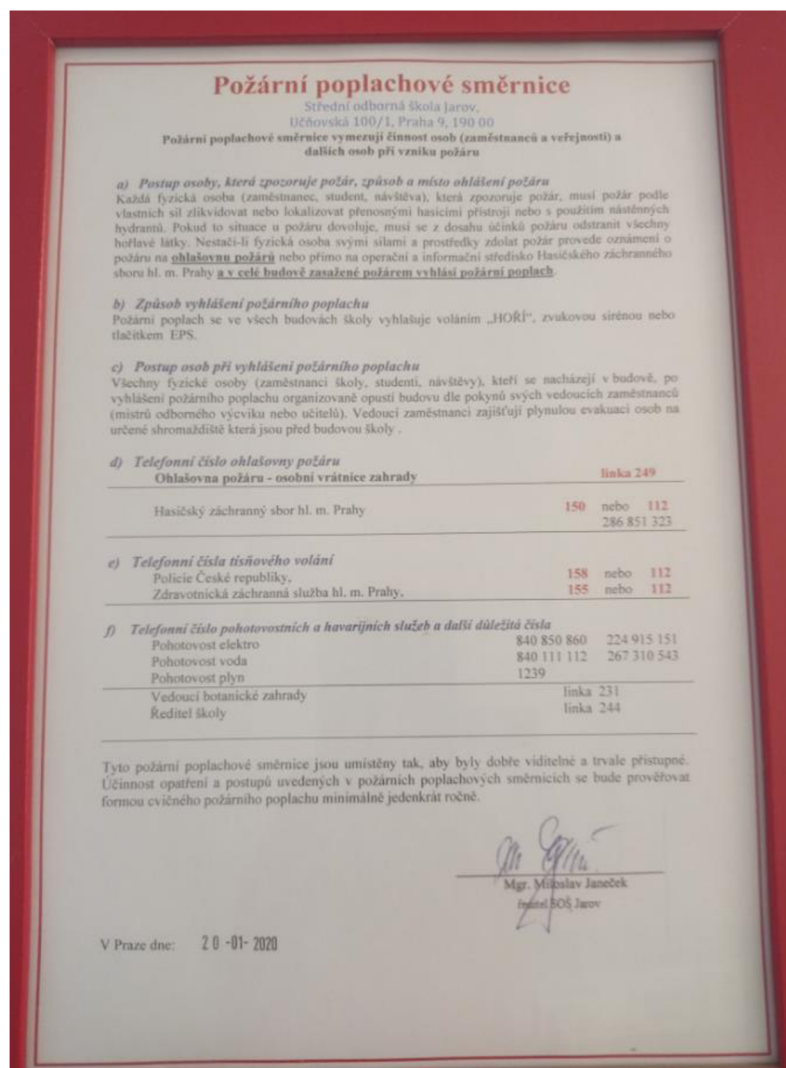 Požární poplachové směrnice
Střední odborná škola Jarov,
Učňovská 100/1, Praha 9, 190 00
Požární poplachové směrnice vymezují činnost osob (zaměstnanců a veřejnosti) a
dalších osob při vzniku požáru
a) Postup osoby, která zpozoruje požár, způsob a místo ohlášení požáru
Každá fyzická osoba (zaměstnanec, student, návštěva), která zpozoruje požár, musí požár podle
vlastních sil zlikvidovat nebo lokalizovat přenosnými hasicími přístroji nebo s použitím nástěnných
hydrantů. Pokud to situace u požáru dovoluje, musí se z dosahu účinků požáru odstranit všechny
hořlavé látky. Nestačí-li fyzická osoba svými silami a prostředky zdolat požár provede oznámení o
požáru na ohlašovnu požárů nebo přímo na operační a informační středisko Hasičského záchranného
sboru hl. m. Prahy a v celé budově zasažené požárem vyhlásí požární poplach.
b) Způsob vyhlášení požárního poplachu
Požární poplach se ve všech budovách školy vyhlašuje voláním „HOŘÍ“, zvukovou sirénou nebo
tlačítkem EPS.
c) Postup osob při vyhlášení požárního poplachu
Všechny fyzické osoby (zaměstnanci školy, studenti, návštěvy), kteří se nacházejí v budově, po
vyhlášení požárního poplachu organizovaně opustí budovu dle pokynů svých vedoucích zaměstnanců
(mistrů odborného výcviku nebo učitelů). Vedoucí zaměstnanci zajišťují plynulou evakuaci osob na
určené shromaždiště která jsou před budovou školy .
d) Telefonní číslo ohlašovny požáru
Ohlašovna požáru - osobní vrátnice zahrady linka 249
Hasičský záchranný sbor hl. m. Prahy 150 nebo 112
286 851 323
e) Telefonní čísla tísňového volání
Policie České republiky, 158 nebo 112
Zdravotnická záchranná služba hl. m. Prahy, 155 nebo 112
f) Telefonní číslo pohotovostních a havarijních služeb a další důležitá čísla
Pohotovost elektro 840 850 860 224 915 151
Pohotovost voda 840 111 112 267 310 543
Pohotovost plyn 1239
Vedoucí botanické zahrady linka 231
Ředitel školy linka 244
Tyto požární poplachové směrnice jsou umístěny tak, aby byly dobře viditelné a trvale přístupné.
Účinnost opatření a postupů uvedených v požárních poplachových směrnicích se bude prověřovat
formou cvičného požárního poplachu minimálně jedenkrát ročně.
Mgr. Miloslav Janeček
ředitel SOŠ Jarov
V Praze dne: 20 -01- 2020